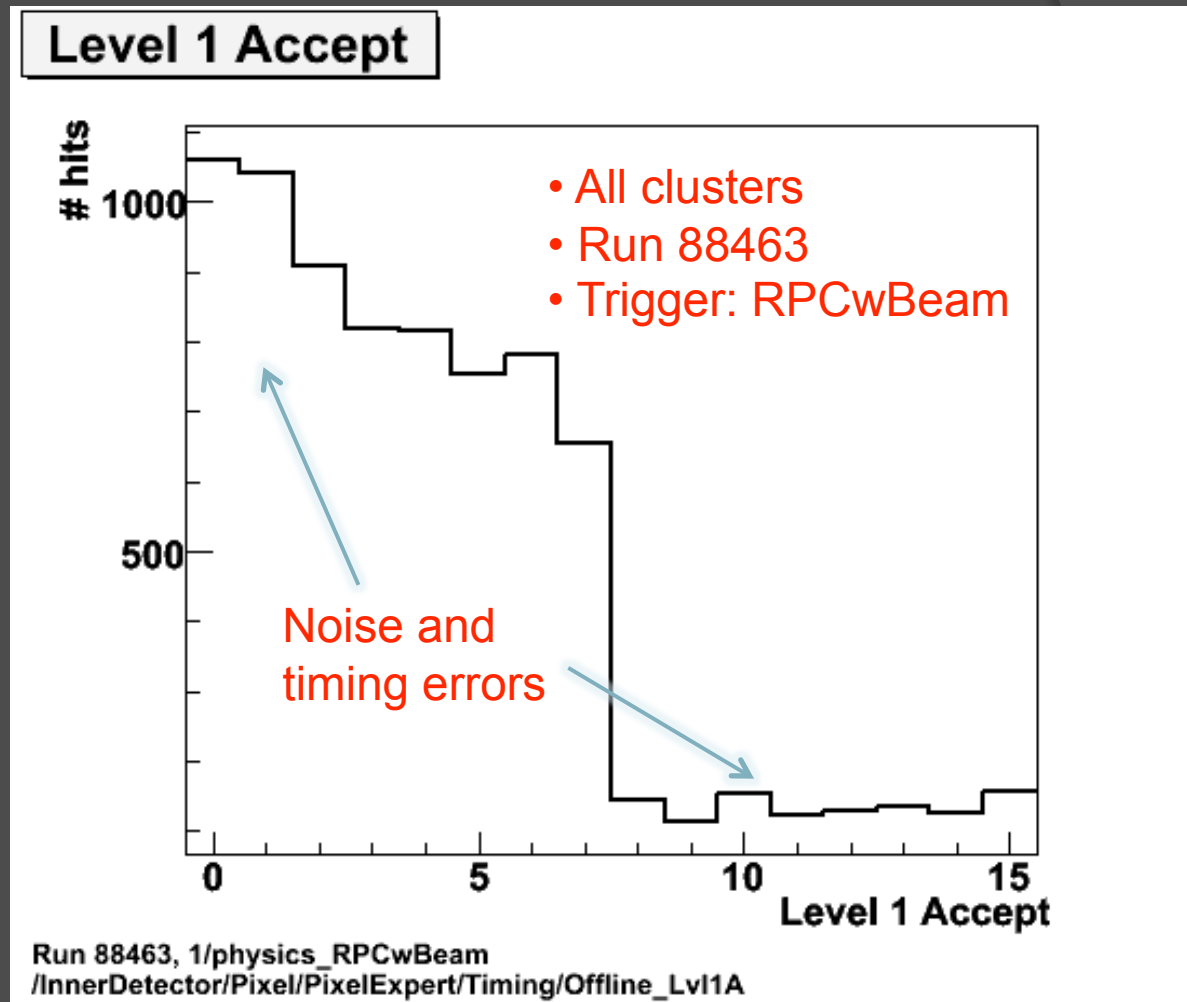 Level 1 Accept
# hits
1000
500
• All clusters
• Run 88463
• Trigger: RPCwBeam
Noise and
timing errors
0 5 10 15
Level 1 Accept
Run 88463, 1/physics_RPCwBeam
/InnerDetector/Pixel/PixelExpert/Timing/Offline_Lvl1A